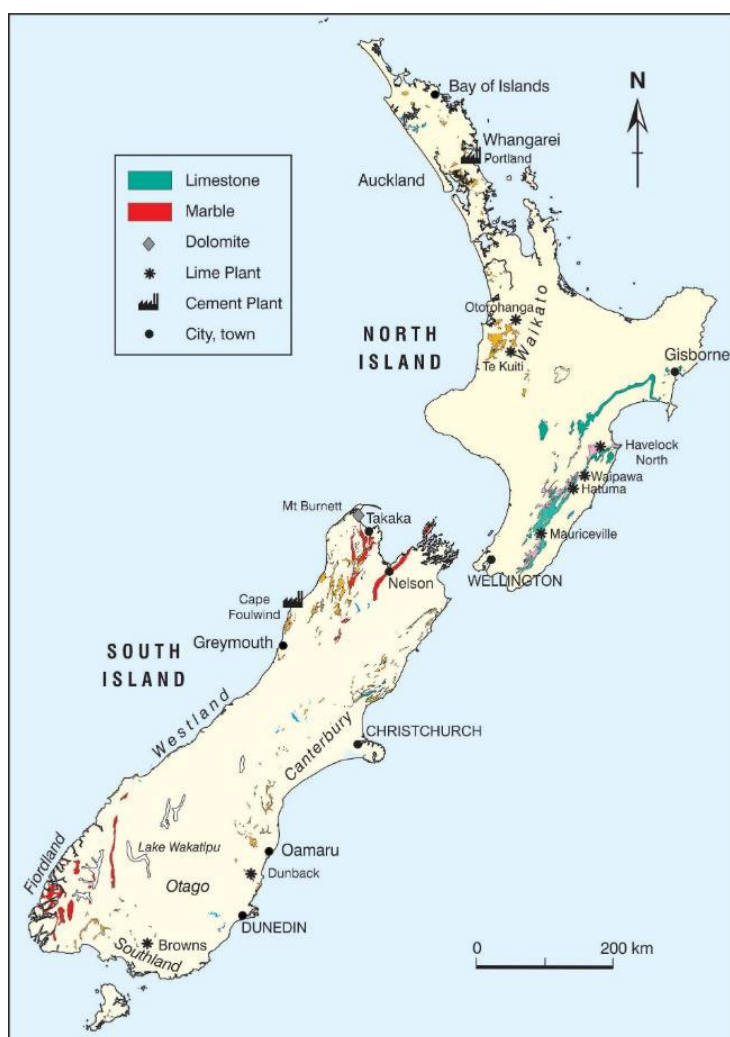 N
Bay of Islands
Whangarei
Portland
Auckland
Limestone
Marble
Dolomite
Lime Plant
Cement Plant
City, town
NORTH
ISLAND
Otorohanga
Waikato
Te Kuiti
Gisborne
Havelock
North
Waipawa
Hatuma
Mauriceville
WELLINGTON
Mt Burnett
Takaka
Nelson
Cape
Foulwind
Greymouth
SOUTH
ISLAND
Westland
Canterbury
CHRISTCHURCH
Fiordland
Lake Wakatipu
Oamaru
Dunback
Otago
DUNEDIN
Browns
Southland
0 200 km